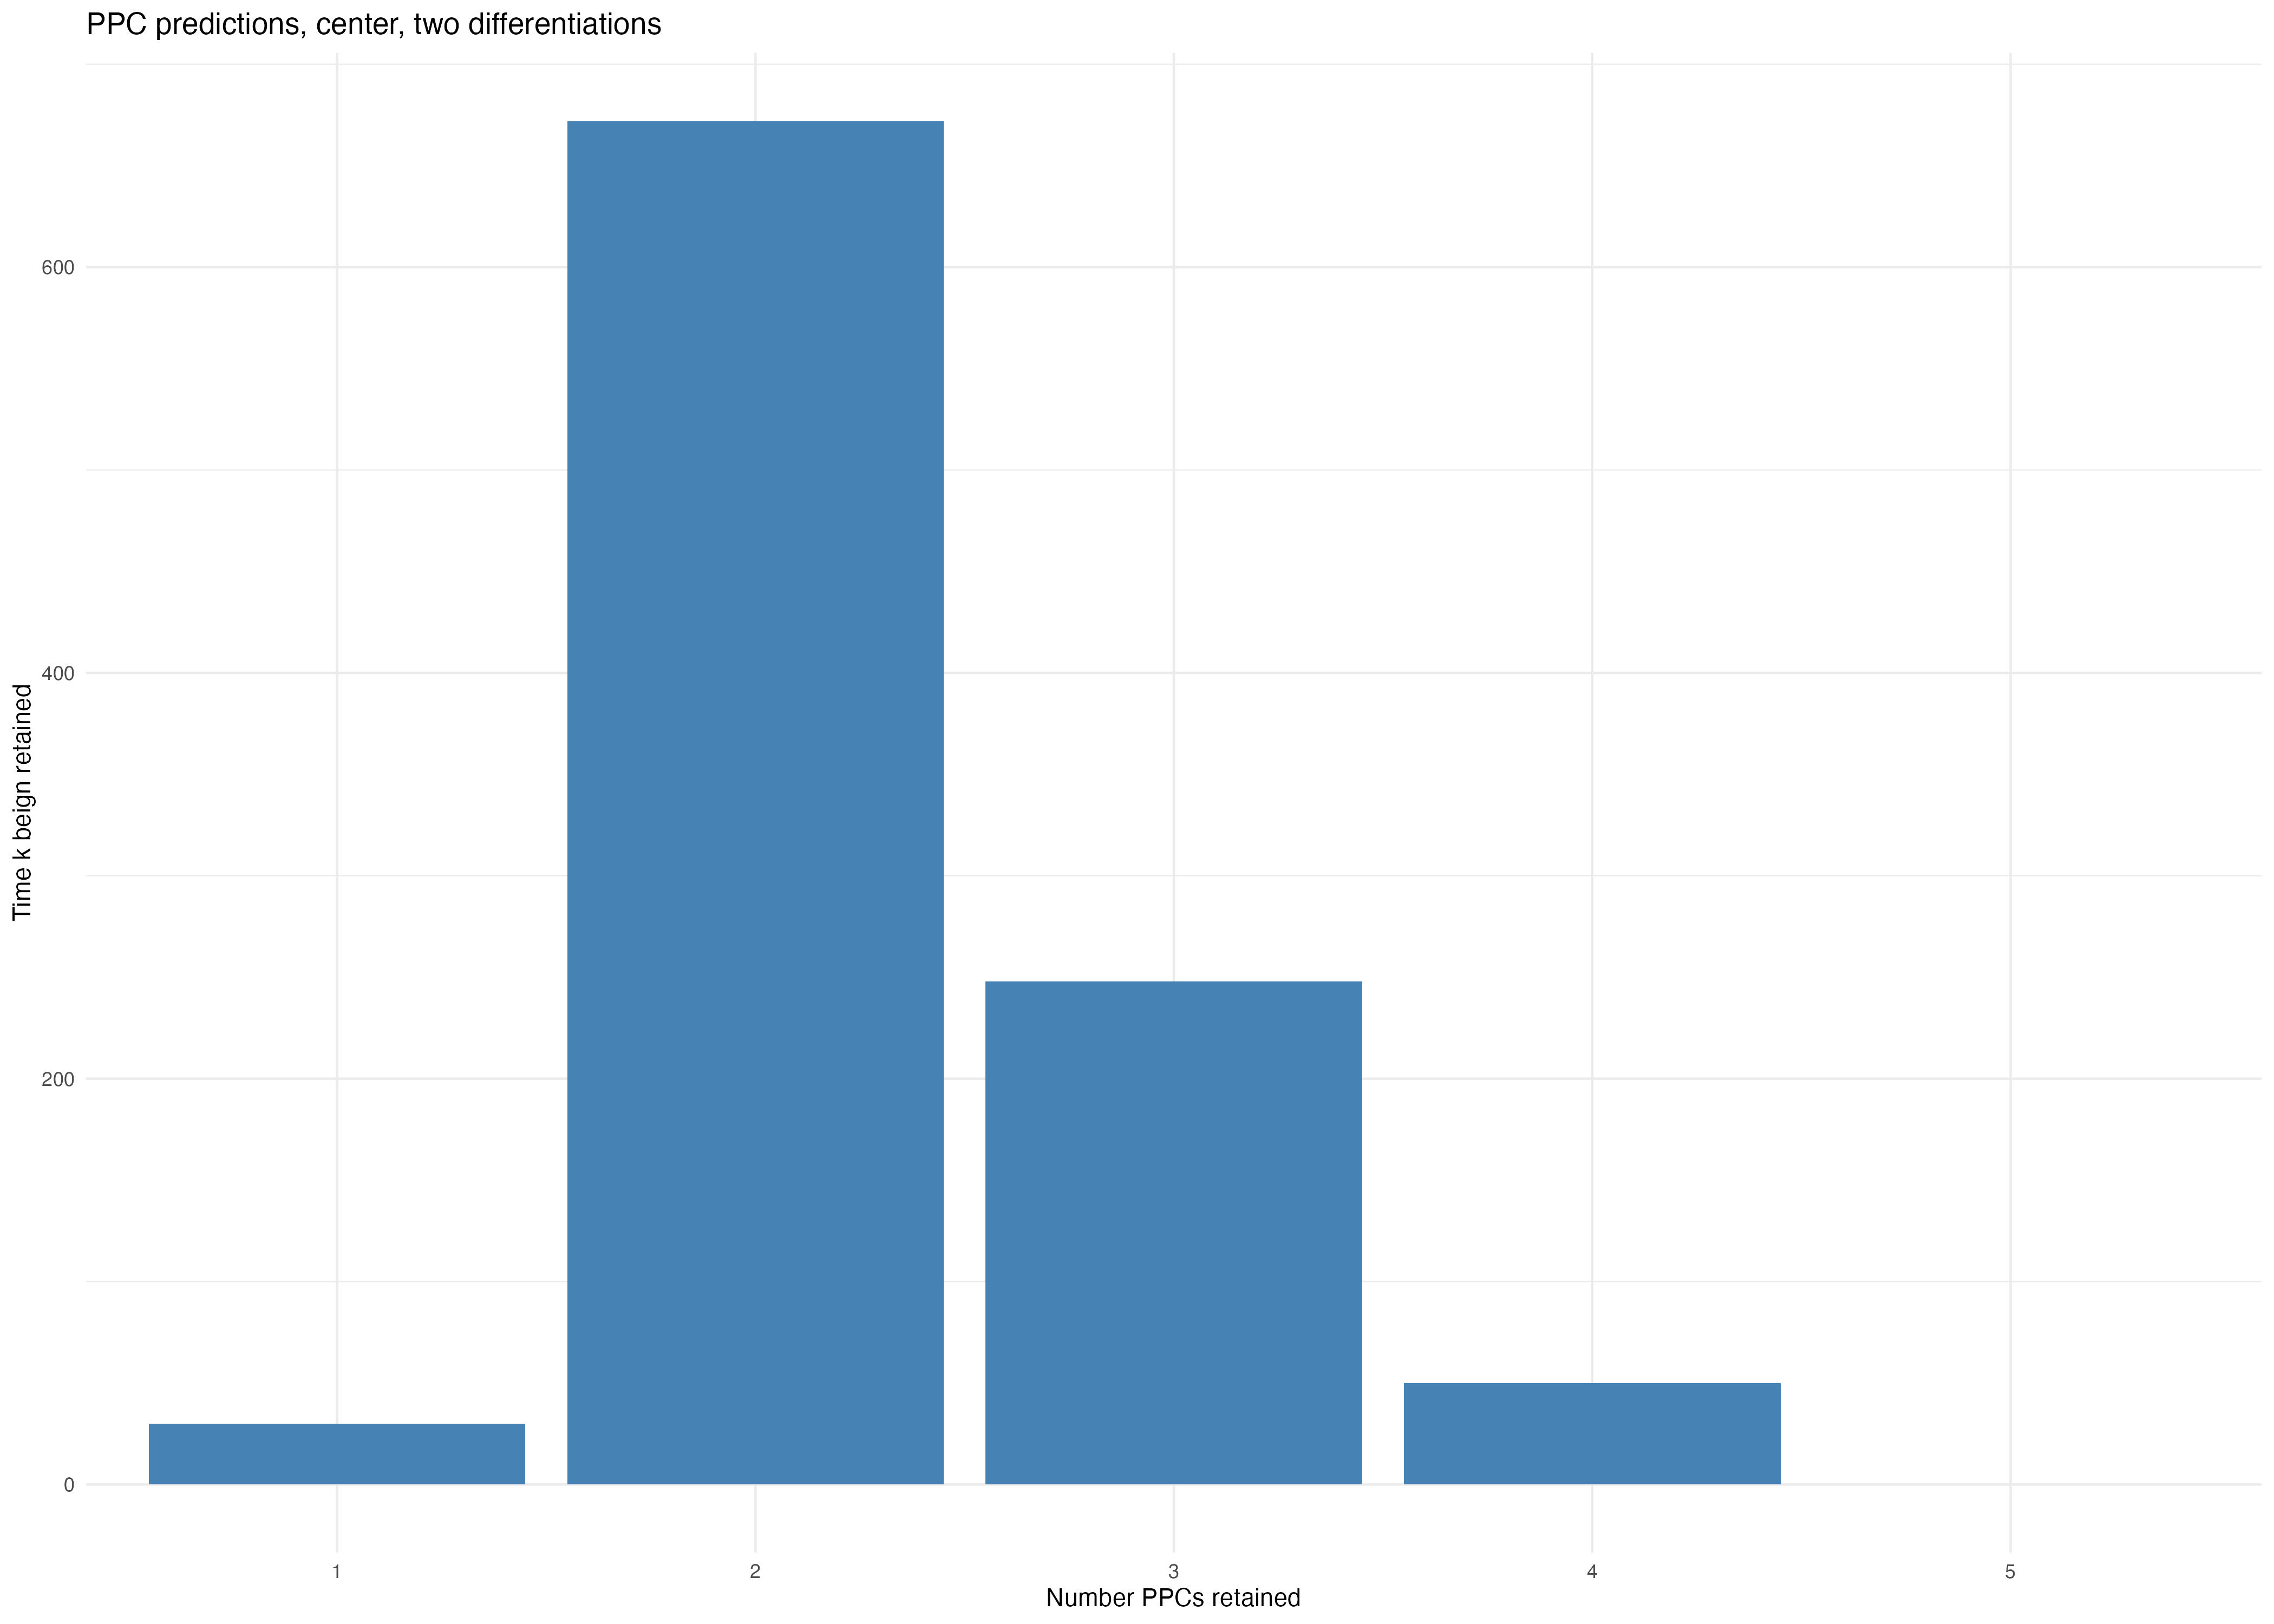 PPC predictions, center, two differentiations
Time k beign retained
600
400
200
0
1 2 3 4 5
Number PPCs retained